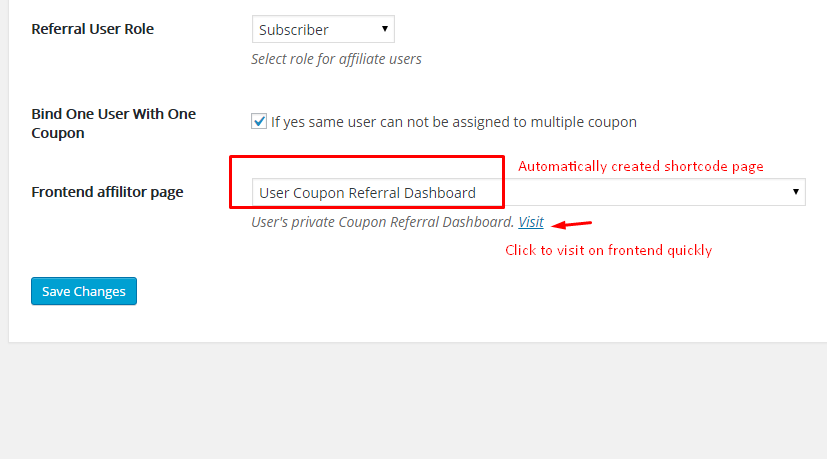 Referral User Role
Subscriber
Select role for affiliate users
Bind One User With One
Coupon
If yes same user can not be assigned to multiple coupon
Automatically created shortcode page
Frontend affilitor page
User Coupon Referral Dashboard
User's private Coupon Referral Dashboard. Visit
Click to visit on frontend quickly
Save Changes